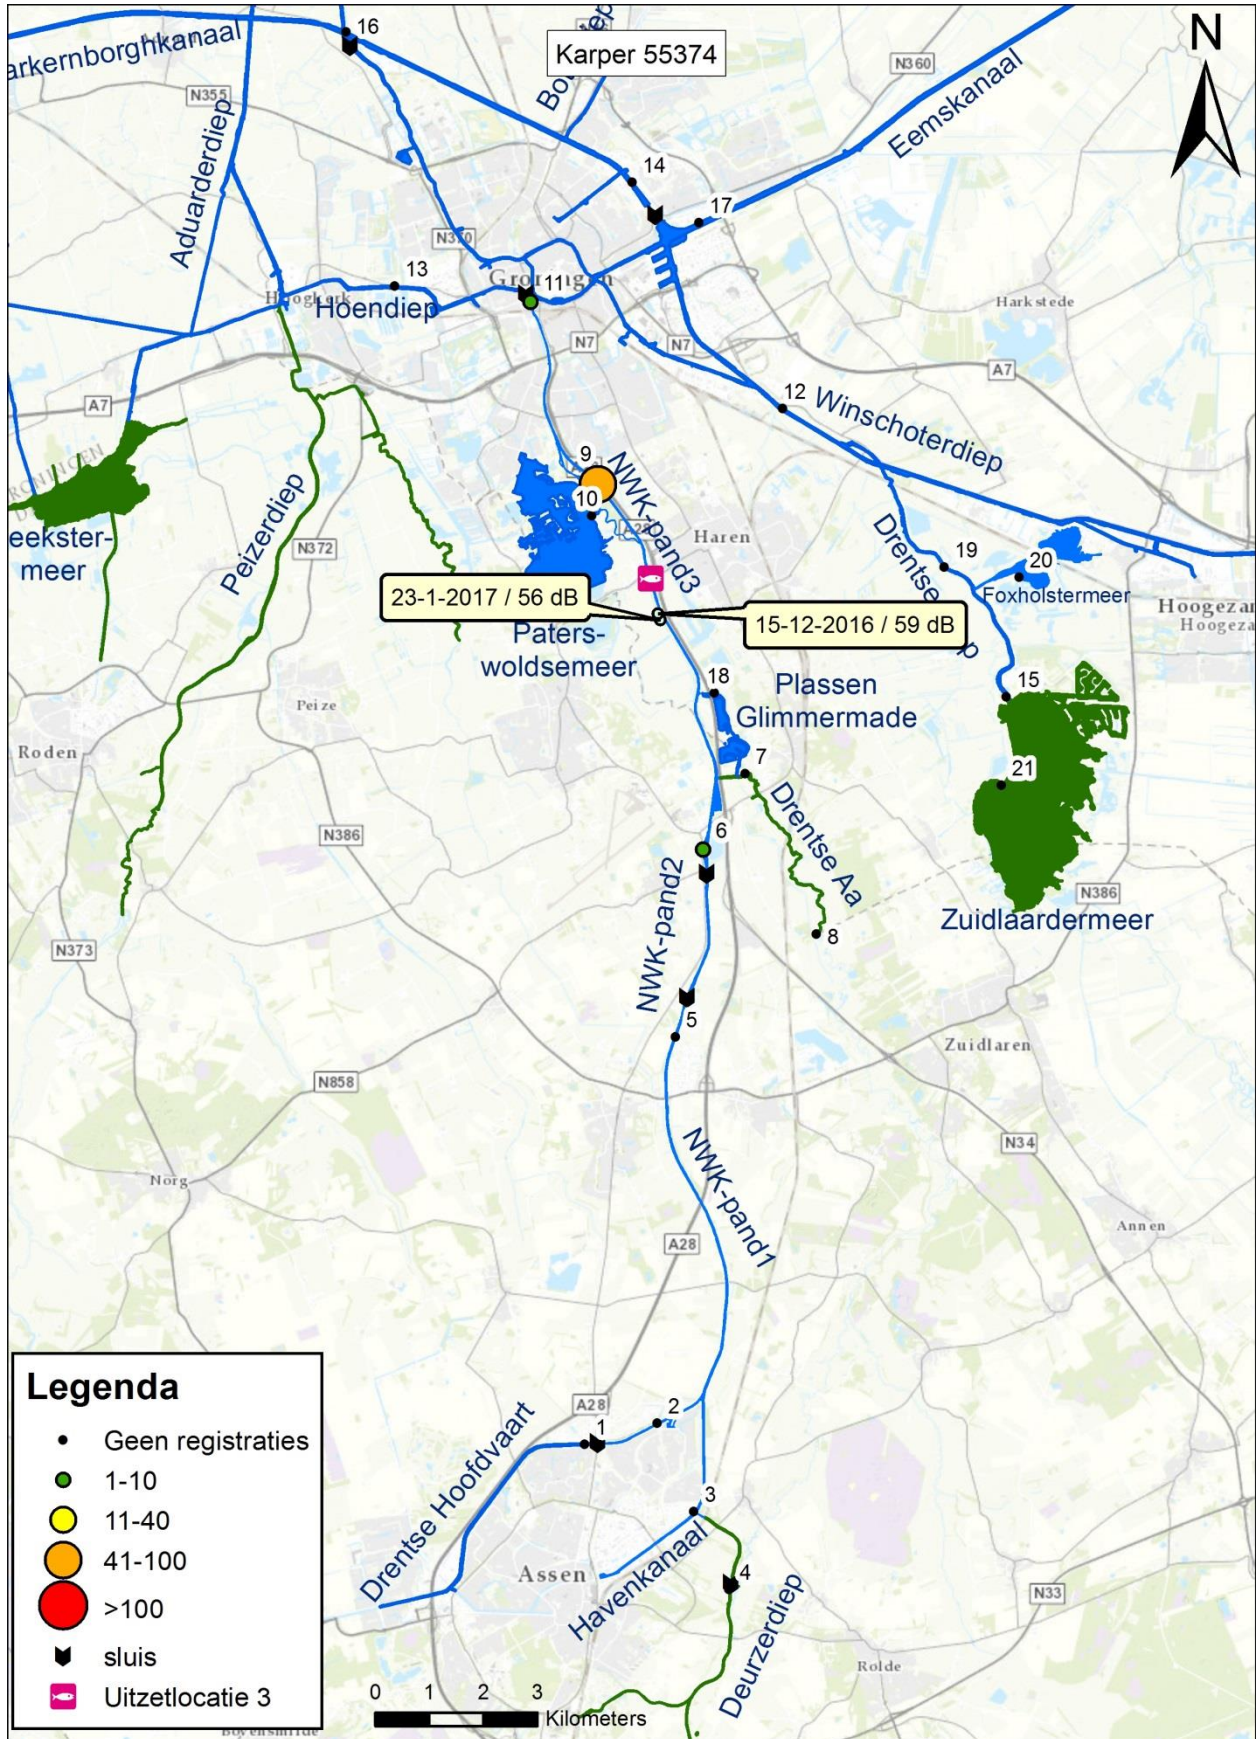 16
Karper 55374
N
arkernborghkanaal
N355
N360
Eemskanaal
Aduarderdiep
14
17
N370
13
Groningen
11
Hoogkerk
Hoendiep
Harkstede
N7
N7
A7
12
Winschoterdiep
A7
9
NWK-pand3
10
Haren
eekster-
meer
Peizerdiep
N372
19
20
Foxholstermeer
Drentse
p
23-1-2017 / 56 dB
15-12-2016 / 59 dB
Paters-
woldsemeer
18
Plassen
Glimmermade
15
Peize
Roden
7
21
Drentse Aa
N386
6
N386
NWK-pand2
8
Zuidlaardermeer
N373
5
Zuidlaren
N858
NWK-pand1
N34
Norg
Annen
A28
Legenda
Geen registraties
1-10
11-40
41-100
>100
sluis
Uitzetlocatie 3
A28
2
1
Drentse Hoofdvaart
3
Assen
Havenkanaal
4
N33
Deurzerdiep
Rolde
0 1 2 3
Kilometers